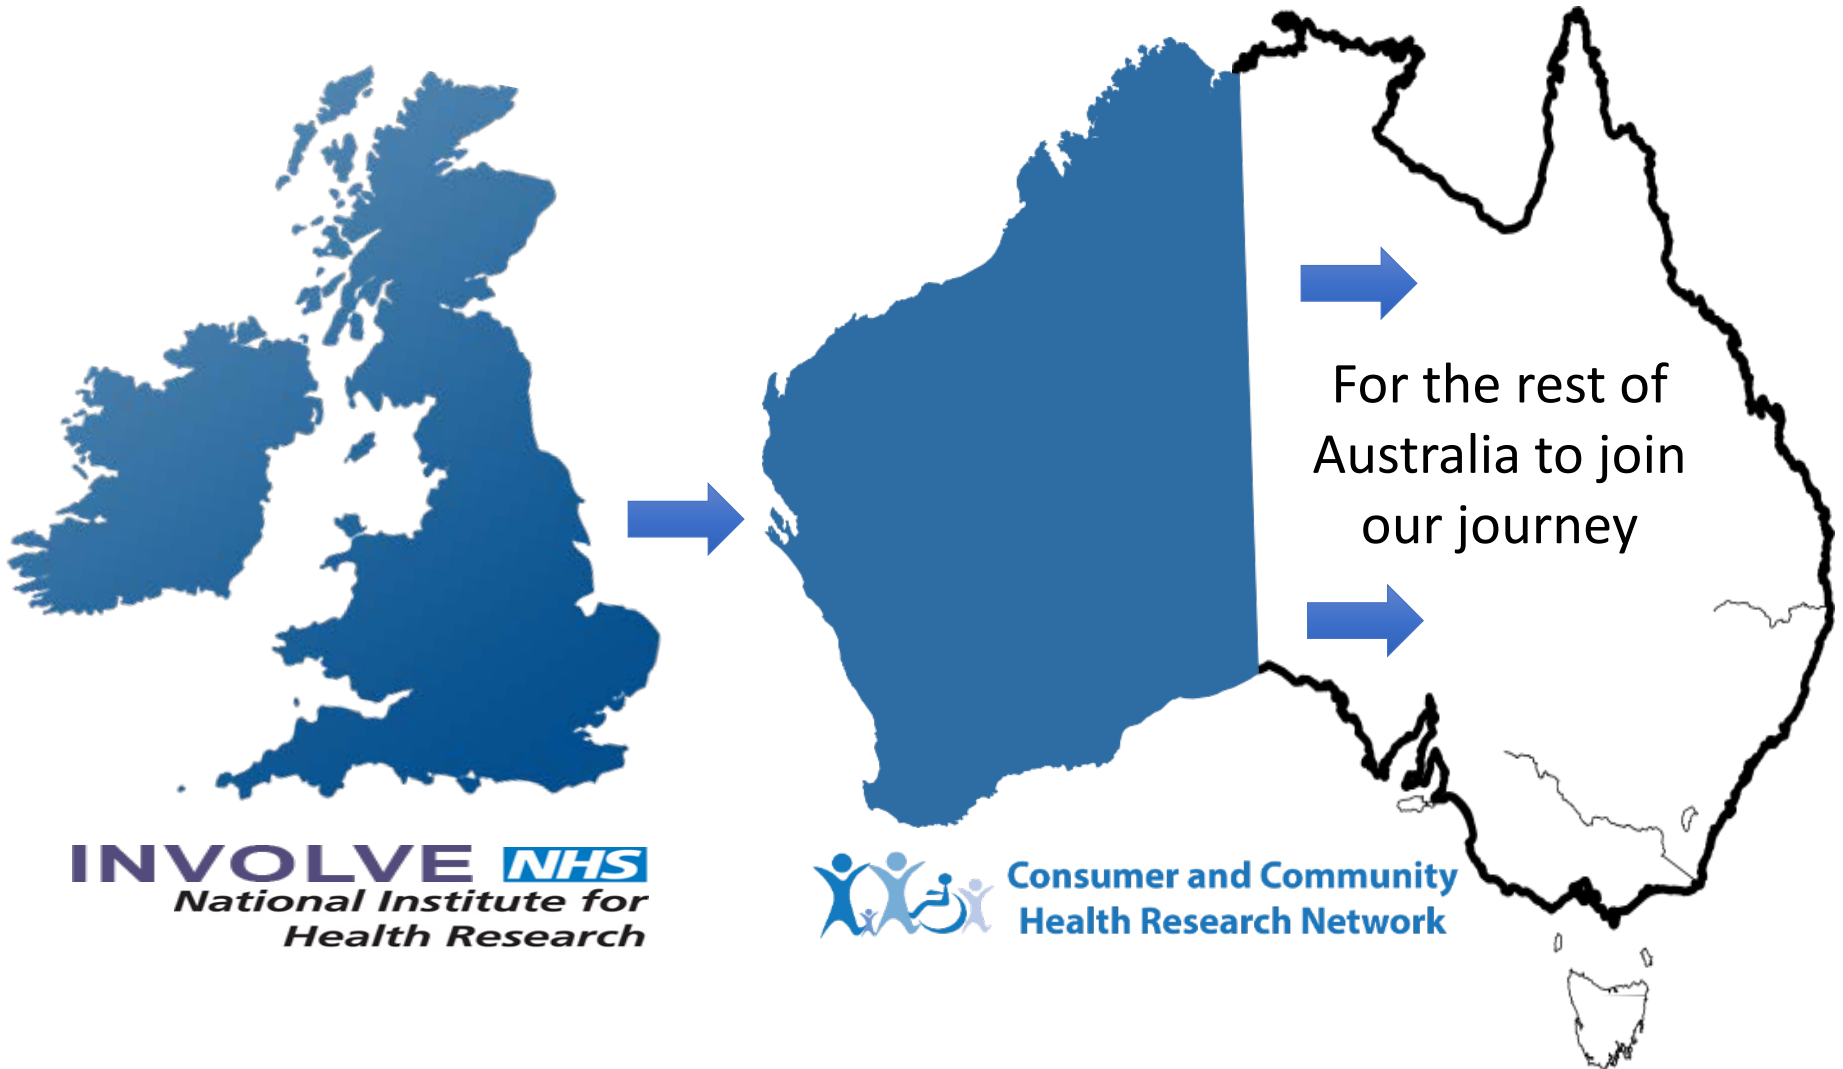 For the rest of
Australia to join
our journey
INVOLVE NHS
National Institute for
Health Research
Consumer and Community
Health Research Network